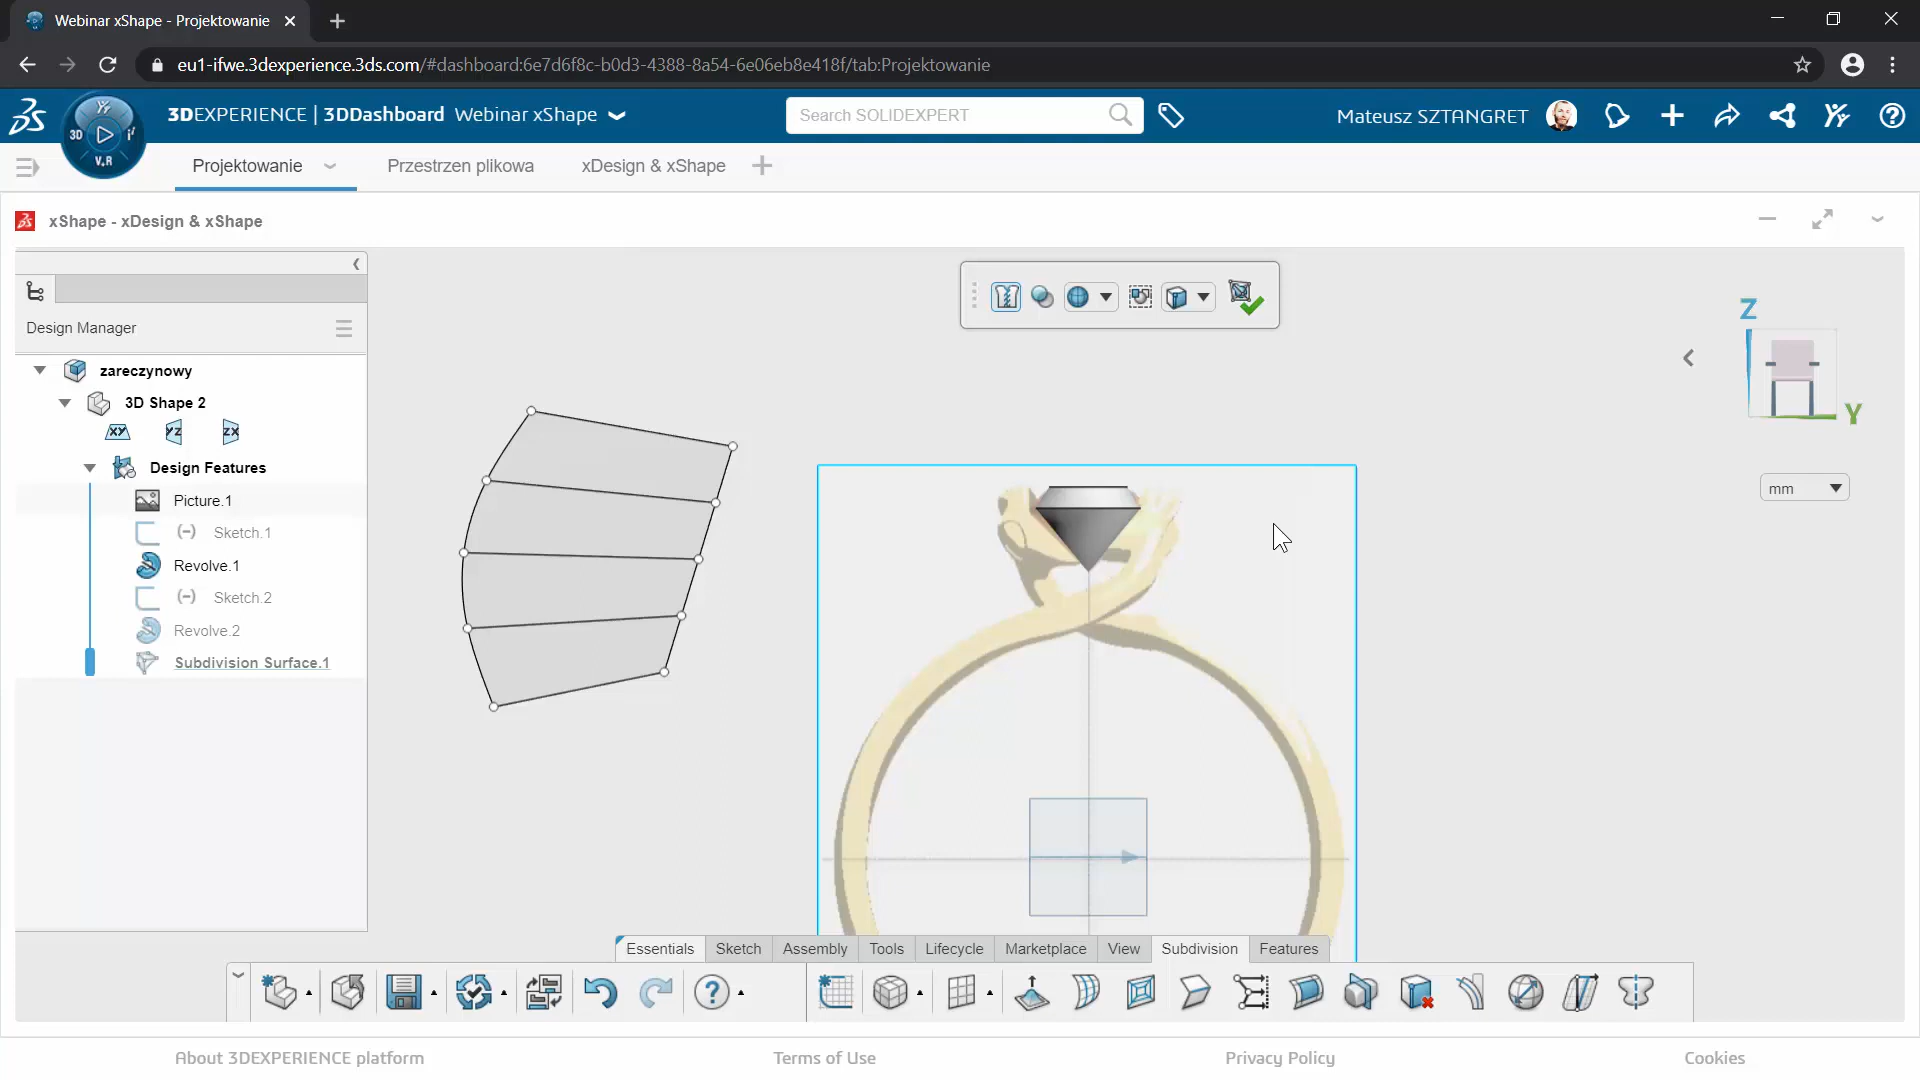 Webinar xShape - Projektowanie
eu1-ifwe.3dexperience.3ds.com/#dashboard:6e7d6f8c-b0d3-4388-8a54-6e06eb8e418f/tab:Projektowanie
3D
V.R
3DEXPERIENCE | 3DDashboard Webinar xShape
Search SOLIDEXPERT
Mateusz SZTANGRET
Projektowanie
Przestrzen plikowa
xDesign & xShape
xShape - xDesign & xShape
Design Manager
zareczynowy
3D Shape 2
XY
YZ
ZX
Design Features
Picture.1
(-) Sketch.1
Revolve.1
(-) Sketch.2
Revolve.2
Subdivision Surface.1
Z
Y
mm
Essentials
Sketch
Assembly
Tools
Lifecycle
Marketplace
View
Subdivision
Features
About 3DEXPERIENCE platform
Terms of Use
Privacy Policy
Cookies